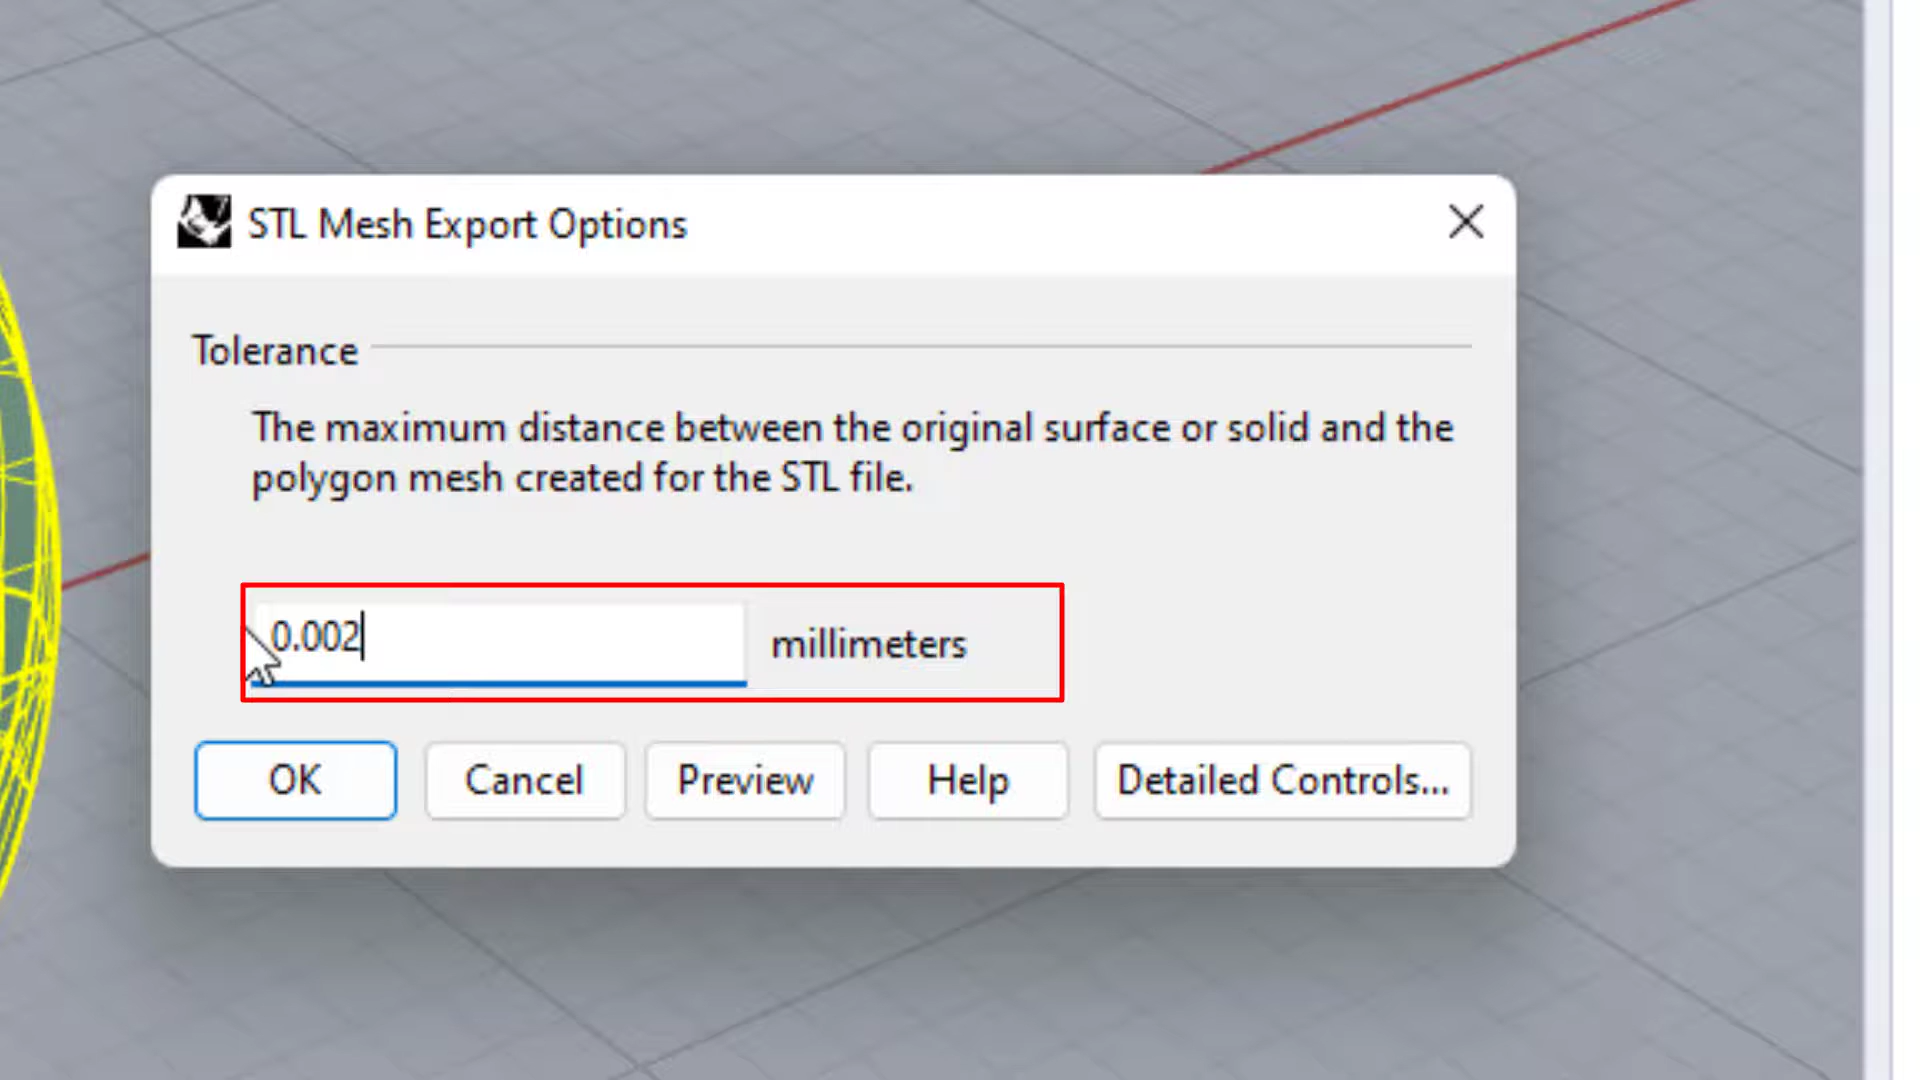 STL Mesh Export Options
Tolerance
The maximum distance between the original surface or solid and the
polygon mesh created for the STL file.
0.002 millimeters
OK Cancel Preview Help Detailed Controls...